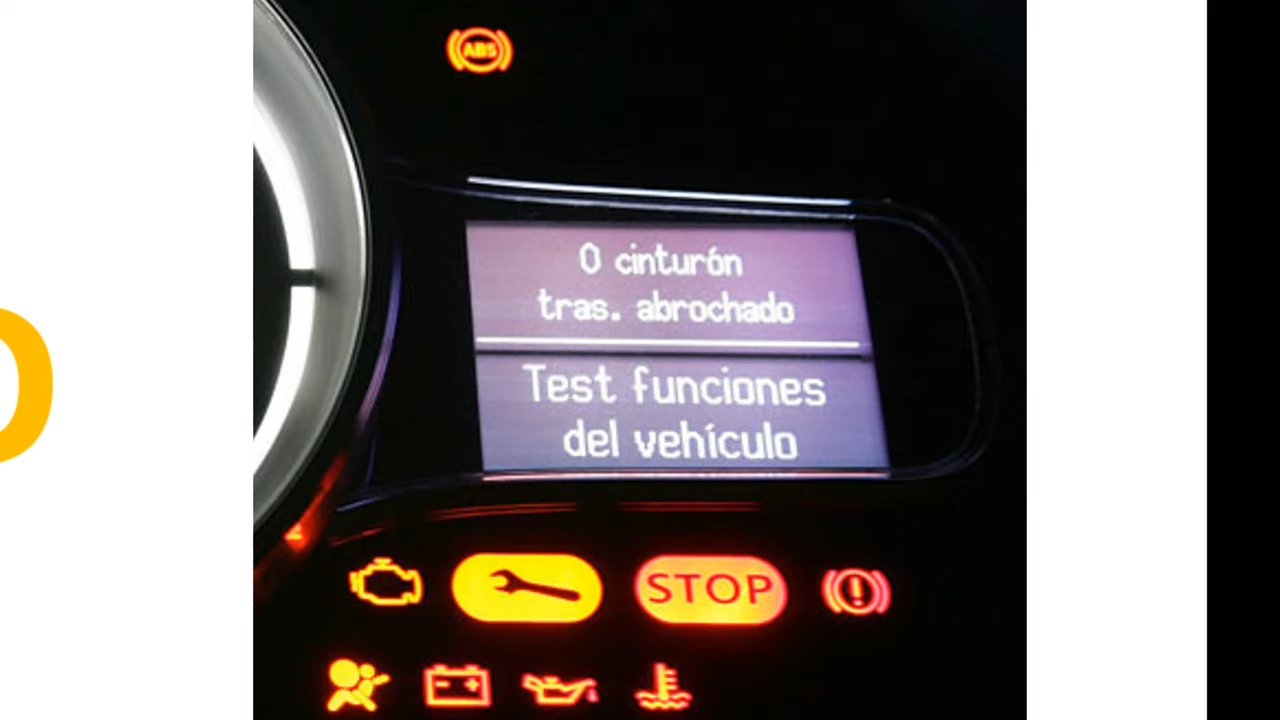 ABS
0 cinturón
tras. abrochado
Test funciones
del vehículo
STOP